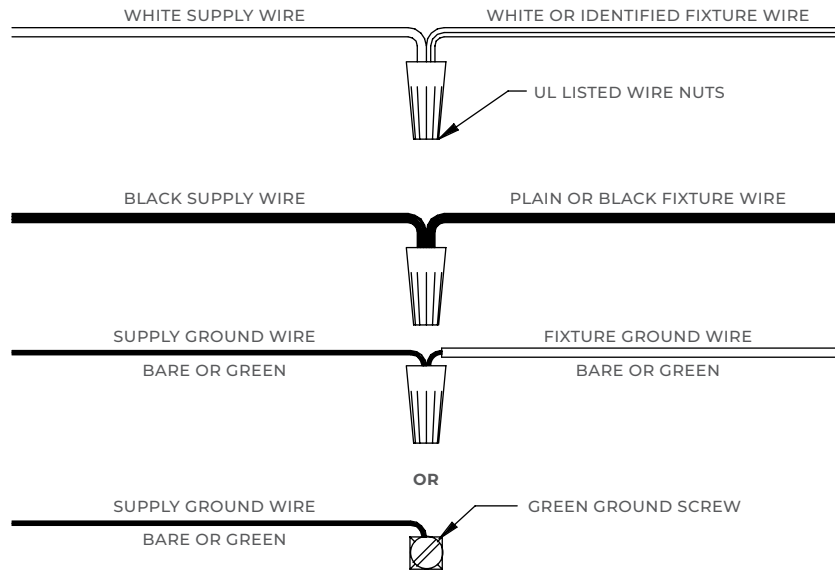 WHITE SUPPLY WIRE
WHITE OR IDENTIFIED FIXTURE WIRE
UL LISTED WIRE NUTS
BLACK SUPPLY WIRE
PLAIN OR BLACK FIXTURE WIRE
SUPPLY GROUND WIRE
BARE OR GREEN
FIXTURE GROUND WIRE
BARE OR GREEN
OR
SUPPLY GROUND WIRE
BARE OR GREEN
GREEN GROUND SCREW